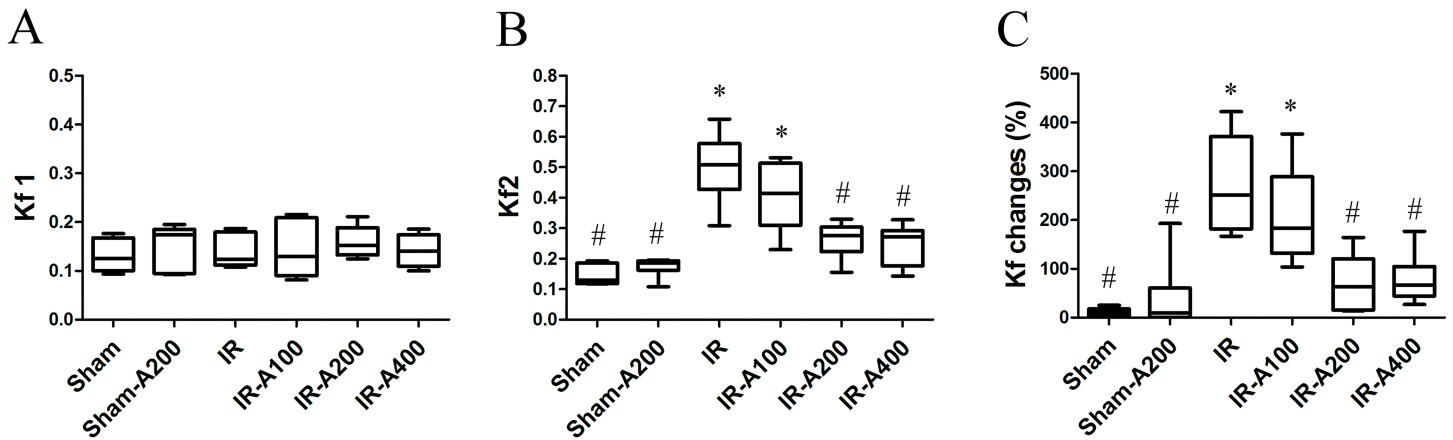 A
Kf 1
0.5
0.4
0.3
0.2
0.1
0.0
Sham
Sham-A200
IR
IR-A100
IR-A200
IR-A400
B
Kf2
0.8
0.7
0.6
0.5
0.4
0.3
0.2
0.1
0.0
#
#
*
*
#
#
Sham
Sham-A200
IR
IR-A100
IR-A200
IR-A400
C
Kf changes (%)
500
400
300
200
100
0
#
#
*
*
#
#
Sham
Sham-A200
IR
IR-A100
IR-A200
IR-A400